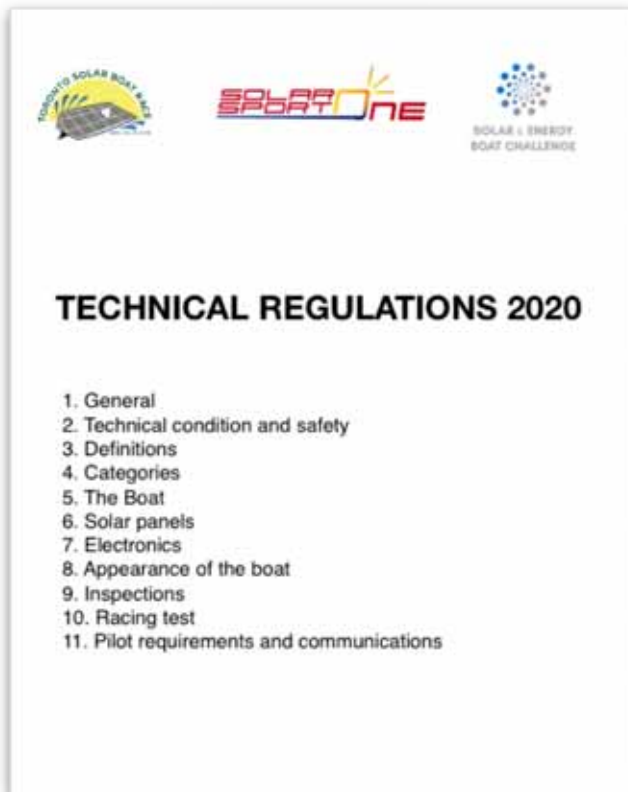 TORONTO SOLAR BOAT RACE
SOLAR
SPORT ONE
SOLAR & ENERGY
BOAT CHALLENGE
TECHNICAL REGULATIONS 2020
1. General
2. Technical condition and safety
3. Definitions
4. Categories
5. The Boat
6. Solar panels
7. Electronics
8. Appearance of the boat
9. Inspections
10. Racing test
11. Pilot requirements and communications